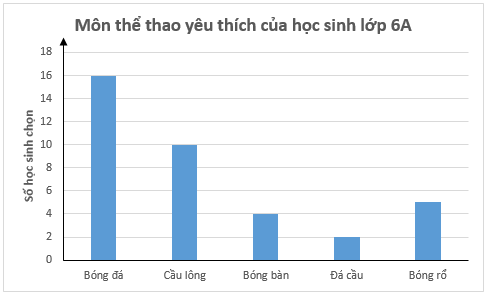 Môn thể thao yêu thích của học sinh lớp 6A
Số học sinh chọn
18
16
14
12
10
8
6
4
2
0
Bóng đá
Cầu lông
Bóng bàn
Đá cầu
Bóng rổ